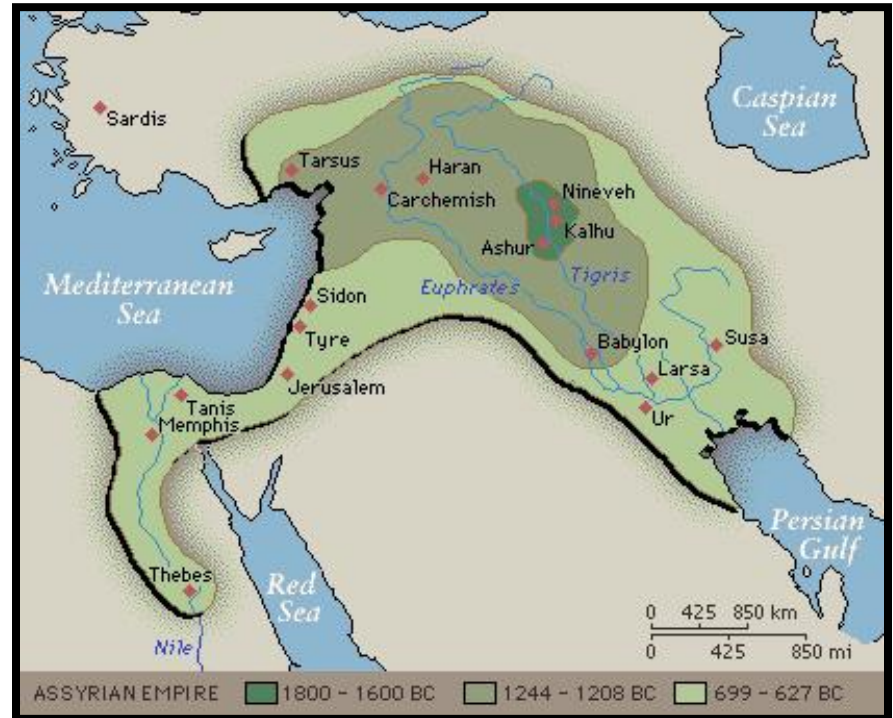 Caspian
Sea
Sardis
Tarsus
Haran
Carchemish
Nineveh
Kalhu
Ashur
Tigris
Euphrates
Mediterranean
Sea
Sidon
Tyre
Jerusalem
Babylon
Susa
Larsa
Ur
Tanis
Memphis
Persian
Gulf
Thebes
Red
Sea
Nile
0 425 850 km
0 425 850 mi
ASSYRIAN EMPIRE 1800 - 1600 BC 1244 - 1208 BC 699 - 627 BC